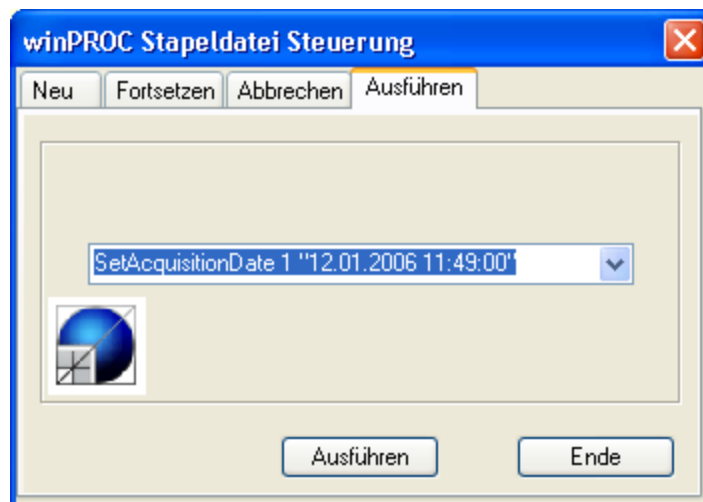 winPROC Stapeldatei Steuerung
Neu Fortsetzen Abbrechen Ausführen
SetAcquisitionDate 1 "12.01.2006 11:49:00"
Ausführen Ende